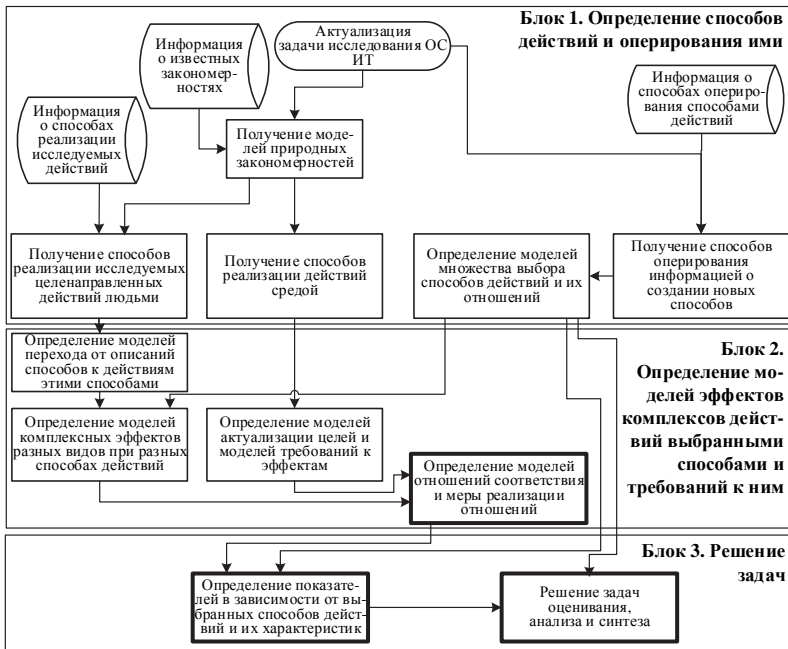 Блок 1. Определение способов
действий и оперирования ими
Актуализация
задачи исследования ОС
ИТ
Информация
о известных
закономер-
ностях
Информация о
способах опериро-
вания способами
действий
Информация
о способах
реализации
исследуемых
действий
Получение моде-
лей природных
закономерностей
Получение способов
реализации исследуемых
целенаправленных
действий людьми
Получение способов
реализации действий
средой
Определение моделей
множества выбора
способов действий и их
отношений
Получение способов
оперирования
информацией о
создании новых
способов
Блок 2.
Определение мо-
делей эффектов
комплексов дейст-
вий выбранными
способами и
требований к ним
Определение моделей
перехода от описаний
способов к действиям
этими способами
Определение моделей
комплексных эффектов
разных видов при разных
способах действий
Определение моделей
актуализации целей и
моделей требований к
эффектам
Определение моделей
отношений соответствия
и меры реализации
отношений
Блок 3. Решение
задач
Определение показате-
лей в зависимости от вы-
бранных способов дейст-
вий и их характеристик
Решение задач
оценивания,
анализа и синтеза